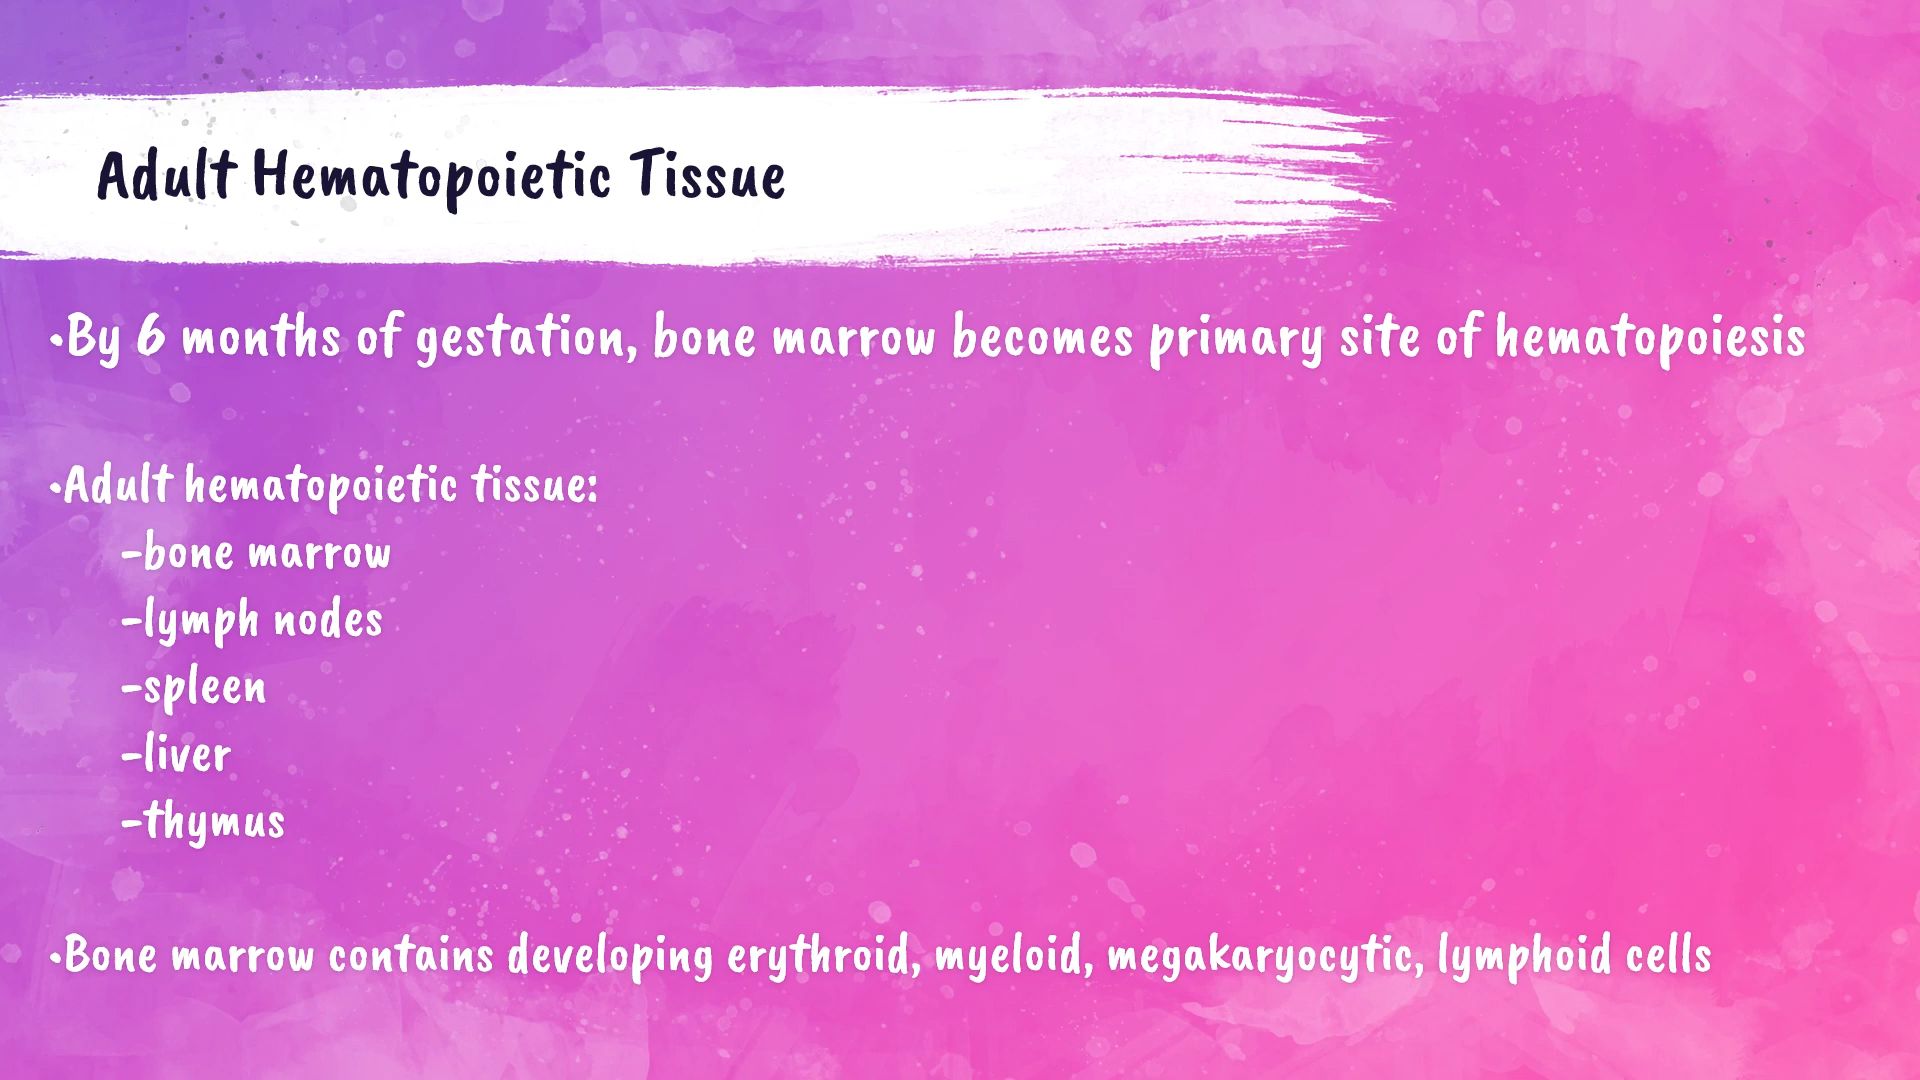 Adult Hematopoietic Tissue
•By 6 months of gestation, bone marrow becomes primary site of hematopoiesis
•Adult hematopoietic tissue:
-bone marrow
-lymph nodes
-spleen
-liver
-thymus
•Bone marrow contains developing erythroid, myeloid, megakaryocytic, lymphoid cells